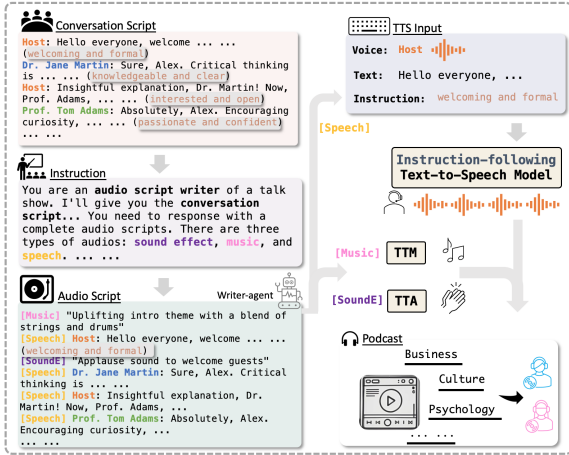 Conversation Script
Host: Hello everyone, welcome ... ...
(welcoming and formal)
Dr. Jane Martin: Sure, Alex. Critical thinking
is ... ... (knowledgeable and clear)
Host: Insightful explanation, Dr. Martin! Now,
Prof. Adams, ... ... (interested and open)
Prof. Tom Adams: Absolutely, Alex. Encouraging
curiosity, ... ... (passionate and confident)
... ...
Instruction
You are an audio script writer of a talk
show. I'll give you the conversation
script... You need to response with a
complete audio scripts. There are three
types of audios: sound effect, music, and
speech. ... ...
Audio Script
Writer-agent
[Music] "Uplifting intro theme with a blend of
strings and drums"
[Speech] Host: Hello everyone, welcome ... ...
(welcoming and formal)
[SoundE] "Applause sound to welcome guests"
[Speech] Dr. Jane Martin: Sure, Alex. Critical
thinking is ... ...
[Speech] Host: Insightful explanation, Dr.
Martin! Now, Prof. Adams, ...
[Speech] Prof. Tom Adams: Absolutely, Alex.
Encouraging curiosity, ...
... ...
TTS Input
Voice: Host
Text: Hello everyone, ...
Instruction: welcoming and formal
[Speech]
Instruction-following
Text-to-Speech Model
[Music] TTM
[SoundE] TTA
Podcast
Business
Culture
Psychology
... ...